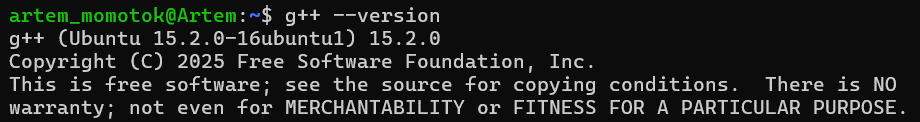 artem_momotok@Artem:~$ g++ --version
g++ (Ubuntu 15.2.0-16ubuntu1) 15.2.0
Copyright (C) 2025 Free Software Foundation, Inc.
This is free software; see the source for copying conditions.  There is NO
warranty; not even for MERCHANTABILITY or FITNESS FOR A PARTICULAR PURPOSE.